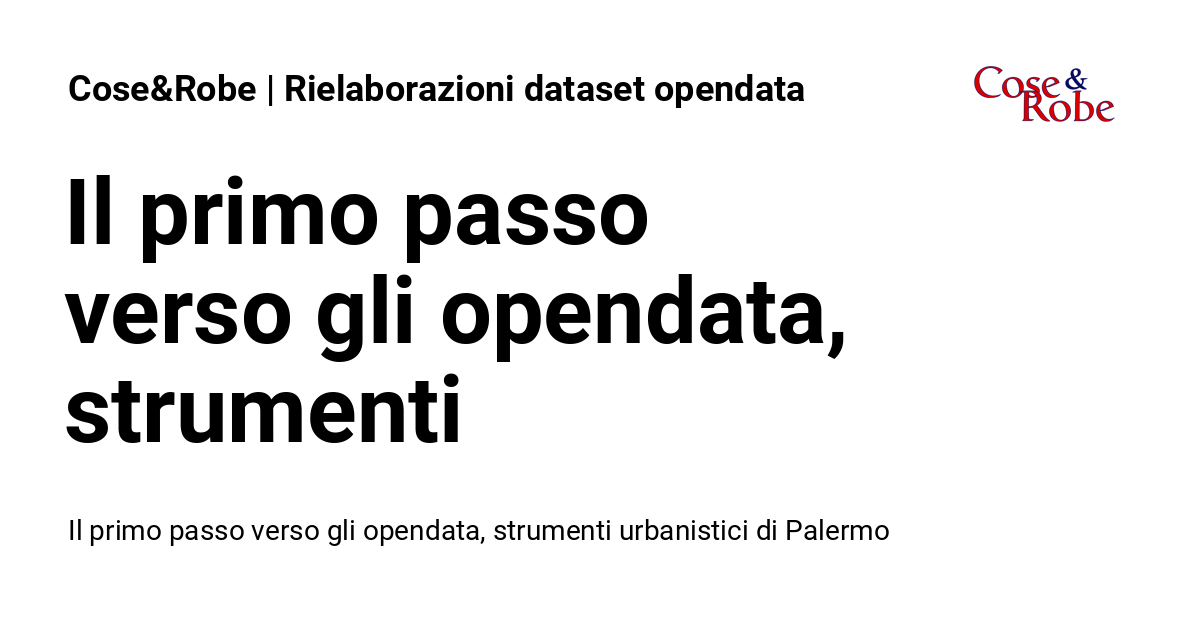 Cose&Robe | Rielaborazioni dataset opendata
Cose &
Robe
Il primo passo
verso gli opendata,
strumenti
Il primo passo verso gli opendata, strumenti urbanistici di Palermo